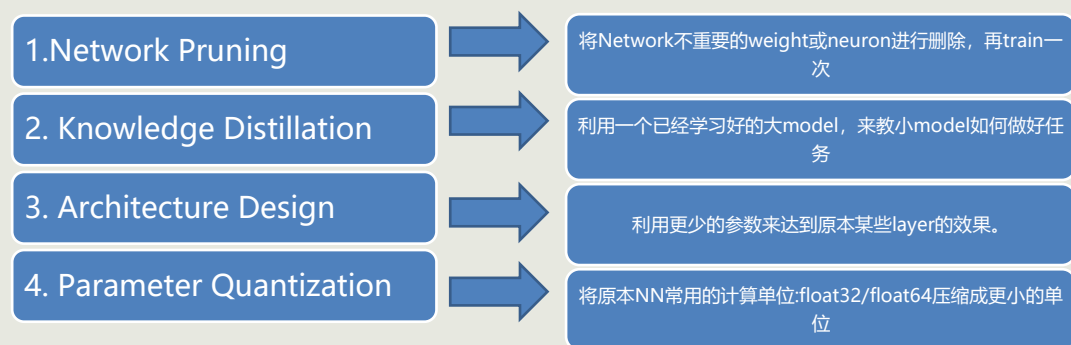 1.Network Pruning
将Network不重要的weight或neuron进行删除，再train一
次
2. Knowledge Distillation
利用一个已经学习好的大model，来教小model如何做好任
务
3. Architecture Design
利用更少的参数来达到原本某些layer的效果。
4. Parameter Quantization
将原本NN常用的计算单位:float32/float64压缩成更小的单
位